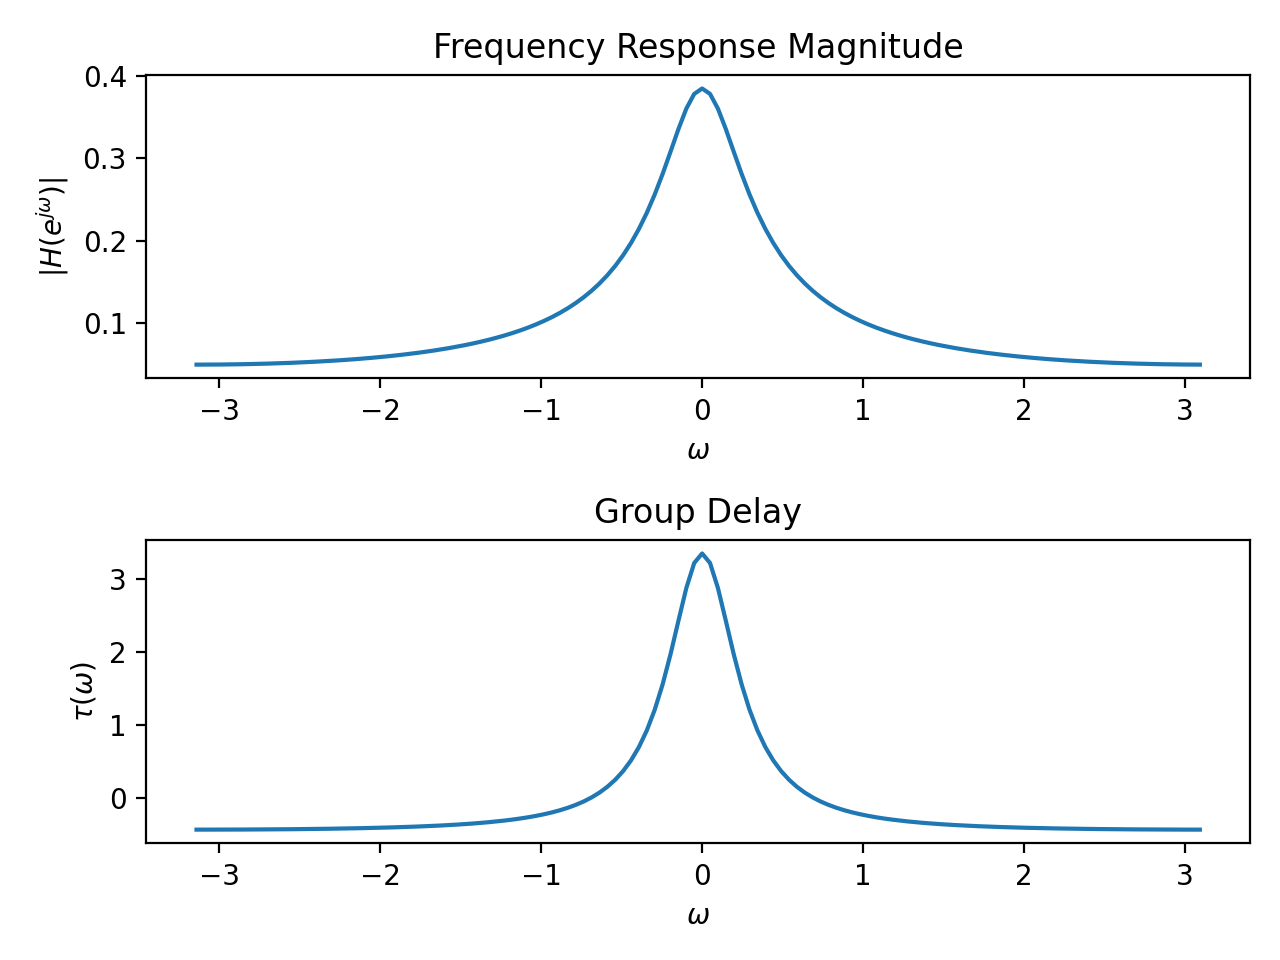 Frequency Response Magnitude
0.4
0.3
0.2
0.1
|H(e^{jω})|
−3 −2 −1 0 1 2 3
ω
Group Delay
3
2
1
0
τ(ω)
−3 −2 −1 0 1 2 3
ω